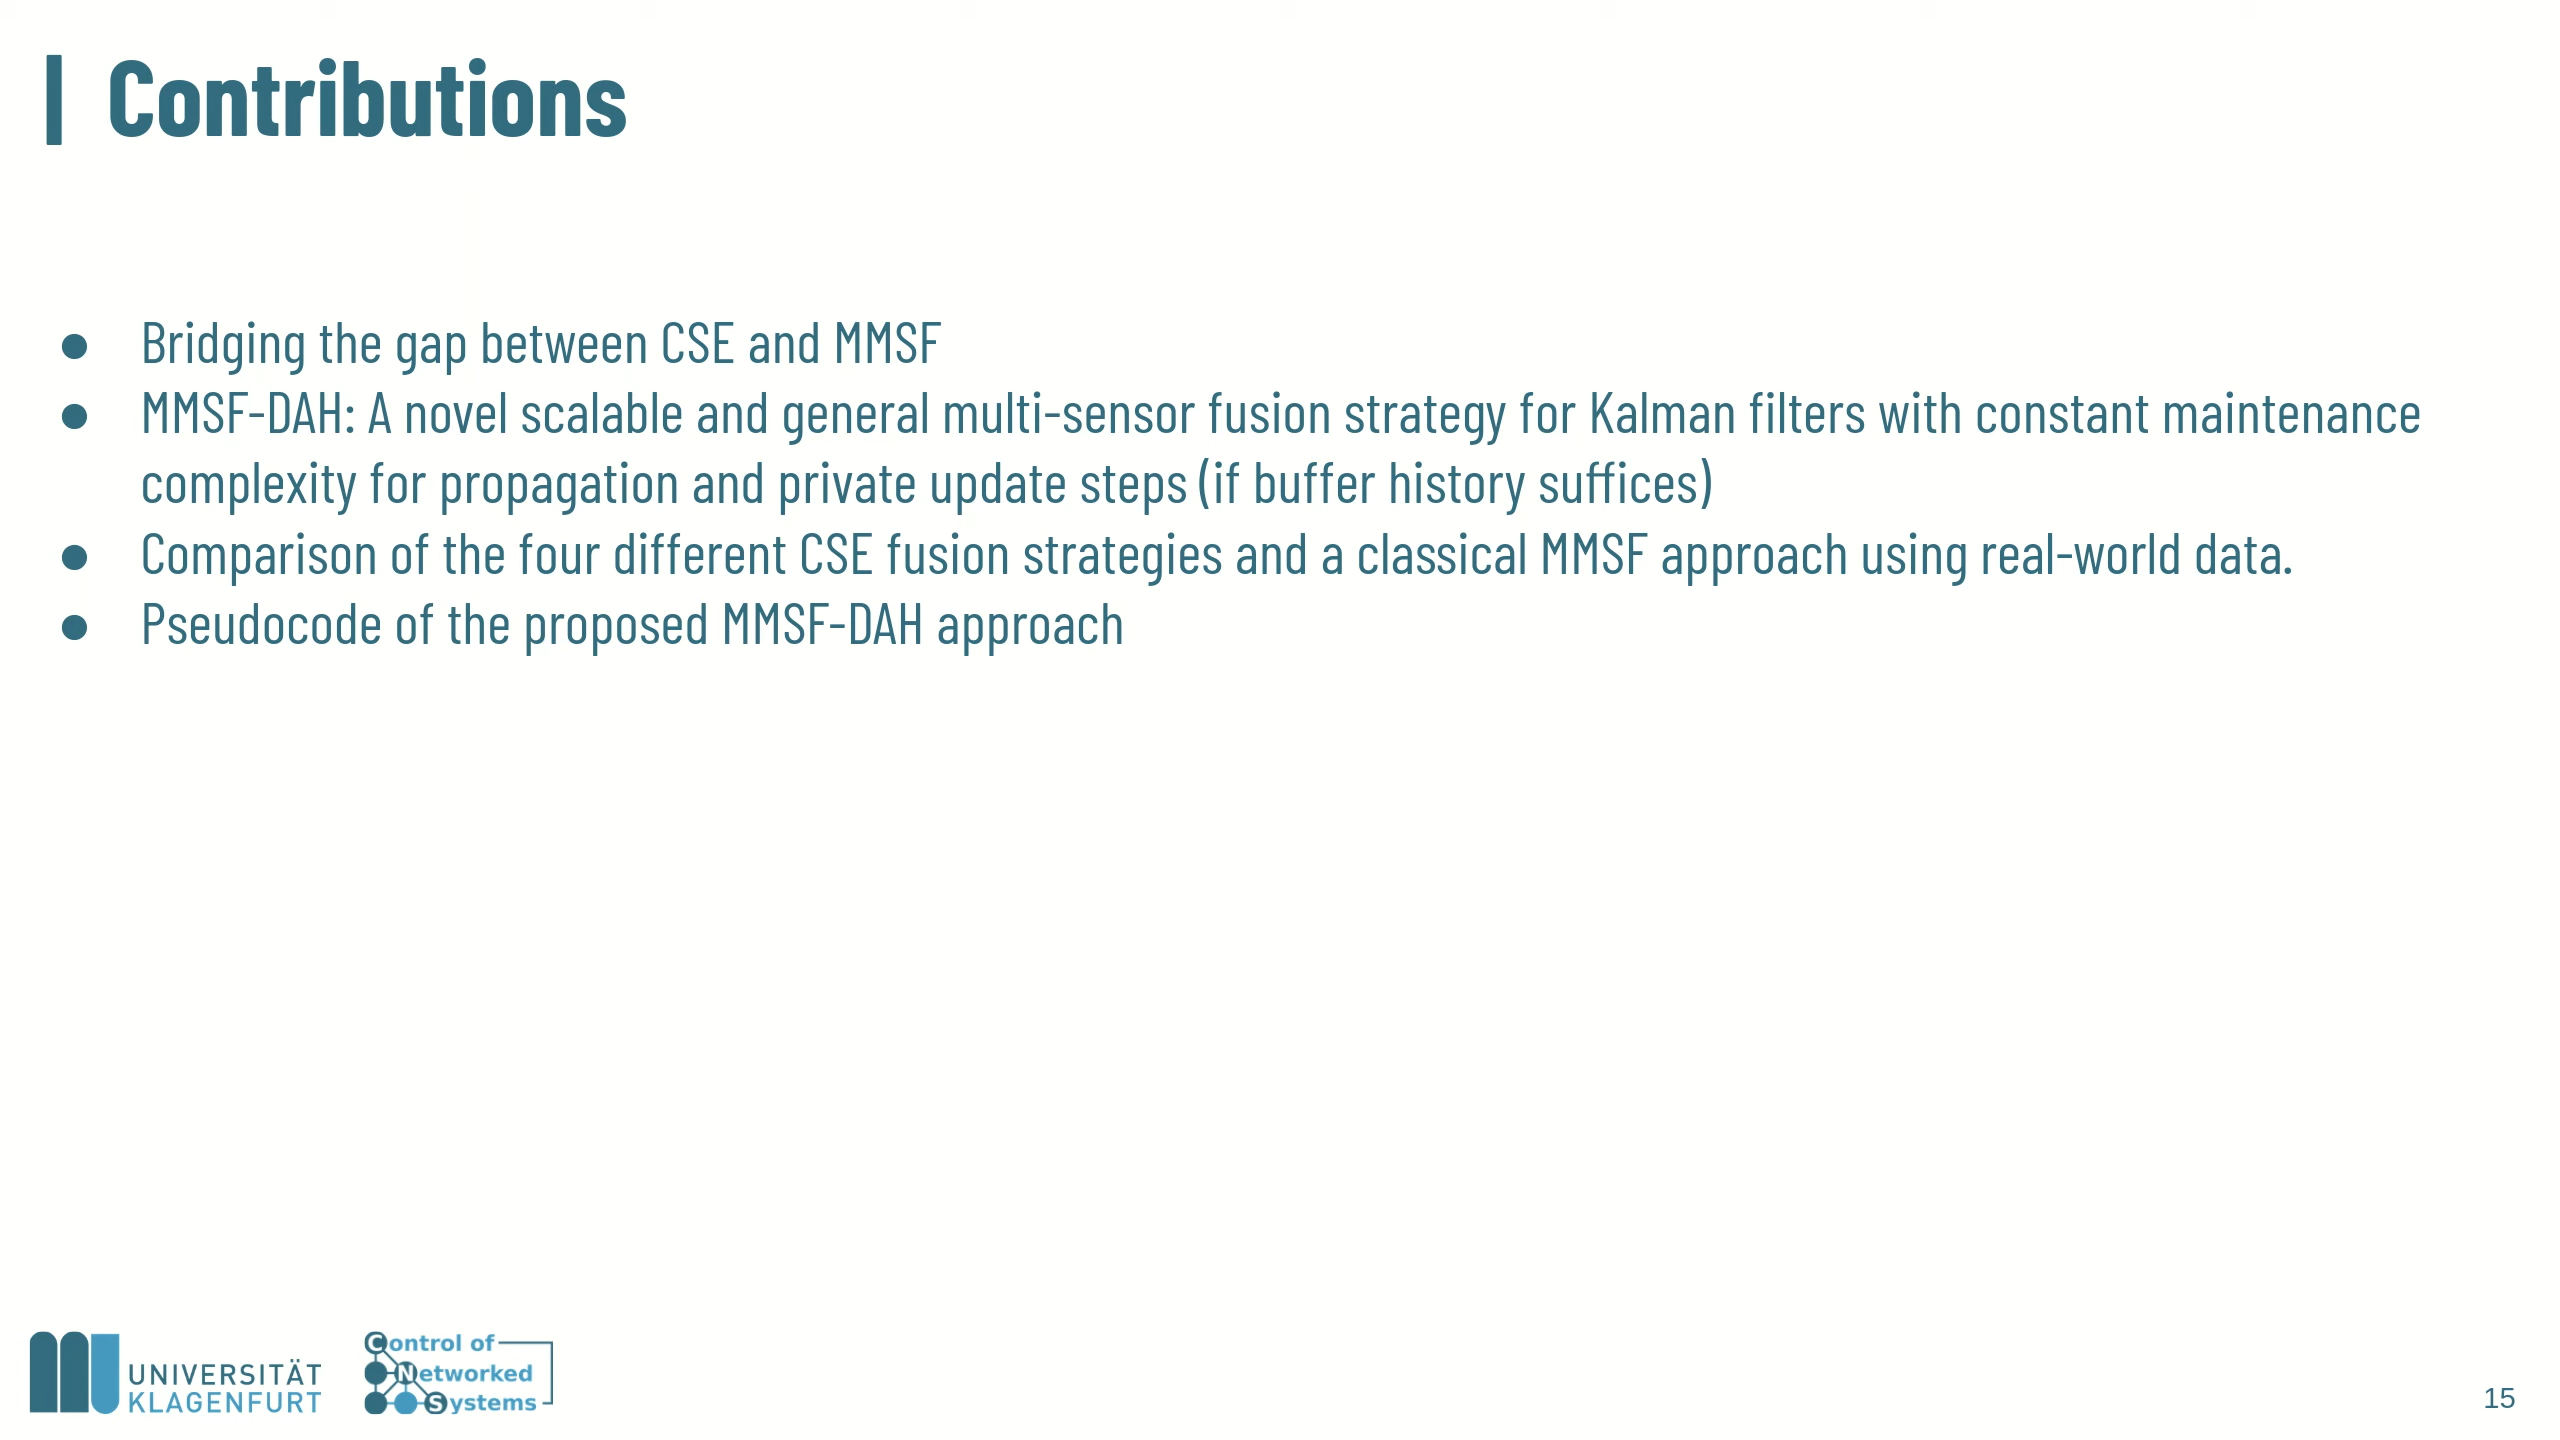 Contributions
● Bridging the gap between CSE and MMSF
● MMSF-DAH: A novel scalable and general multi-sensor fusion strategy for Kalman filters with constant maintenance
complexity for propagation and private update steps (if buffer history suffices)
● Comparison of the four different CSE fusion strategies and a classical MMSF approach using real-world data.
● Pseudocode of the proposed MMSF-DAH approach
UNIVERSITÄT
KLAGENFURT
Control of
Networked
Systems
15